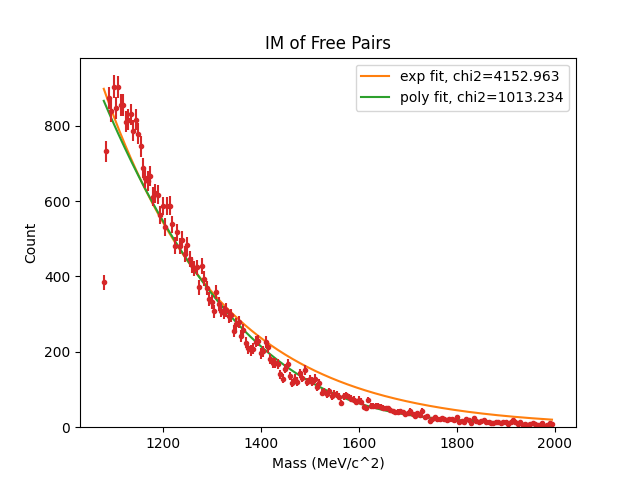 IM of Free Pairs
exp fit, chi2=4152.963
poly fit, chi2=1013.234
800
600
400
200
0
Count
1200 1400 1600 1800 2000
Mass (MeV/c^2)